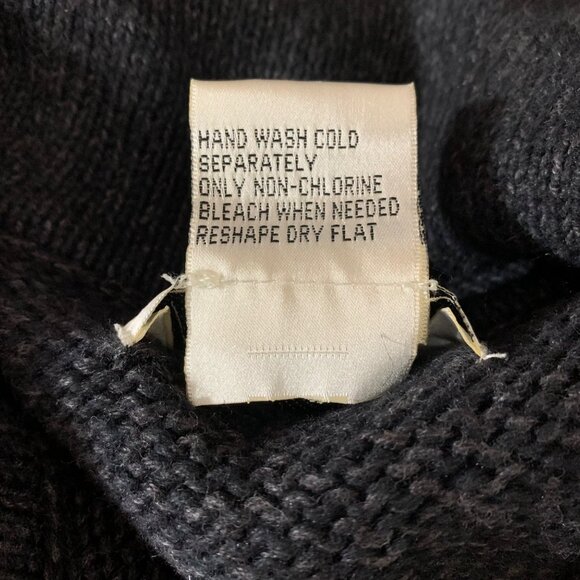 HAND WASH COLD
SEPARATELY
ONLY NON-CHLORINE
BLEACH WHEN NEEDED
RESHAPE DRY FLAT